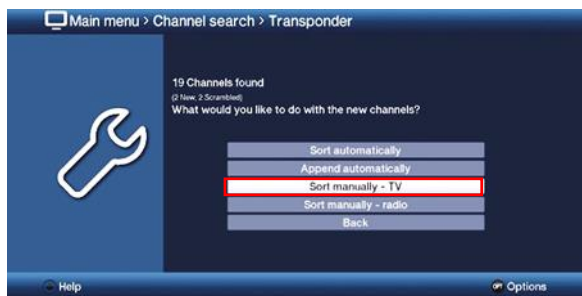 Main menu > Channel search > Transponder
19 Channels found
(2 New, 2 Scrambled)
What would you like to do with the new channels?
Sort automatically
Append automatically
Sort manually - TV
Sort manually - radio
Back
Help
OPT Options